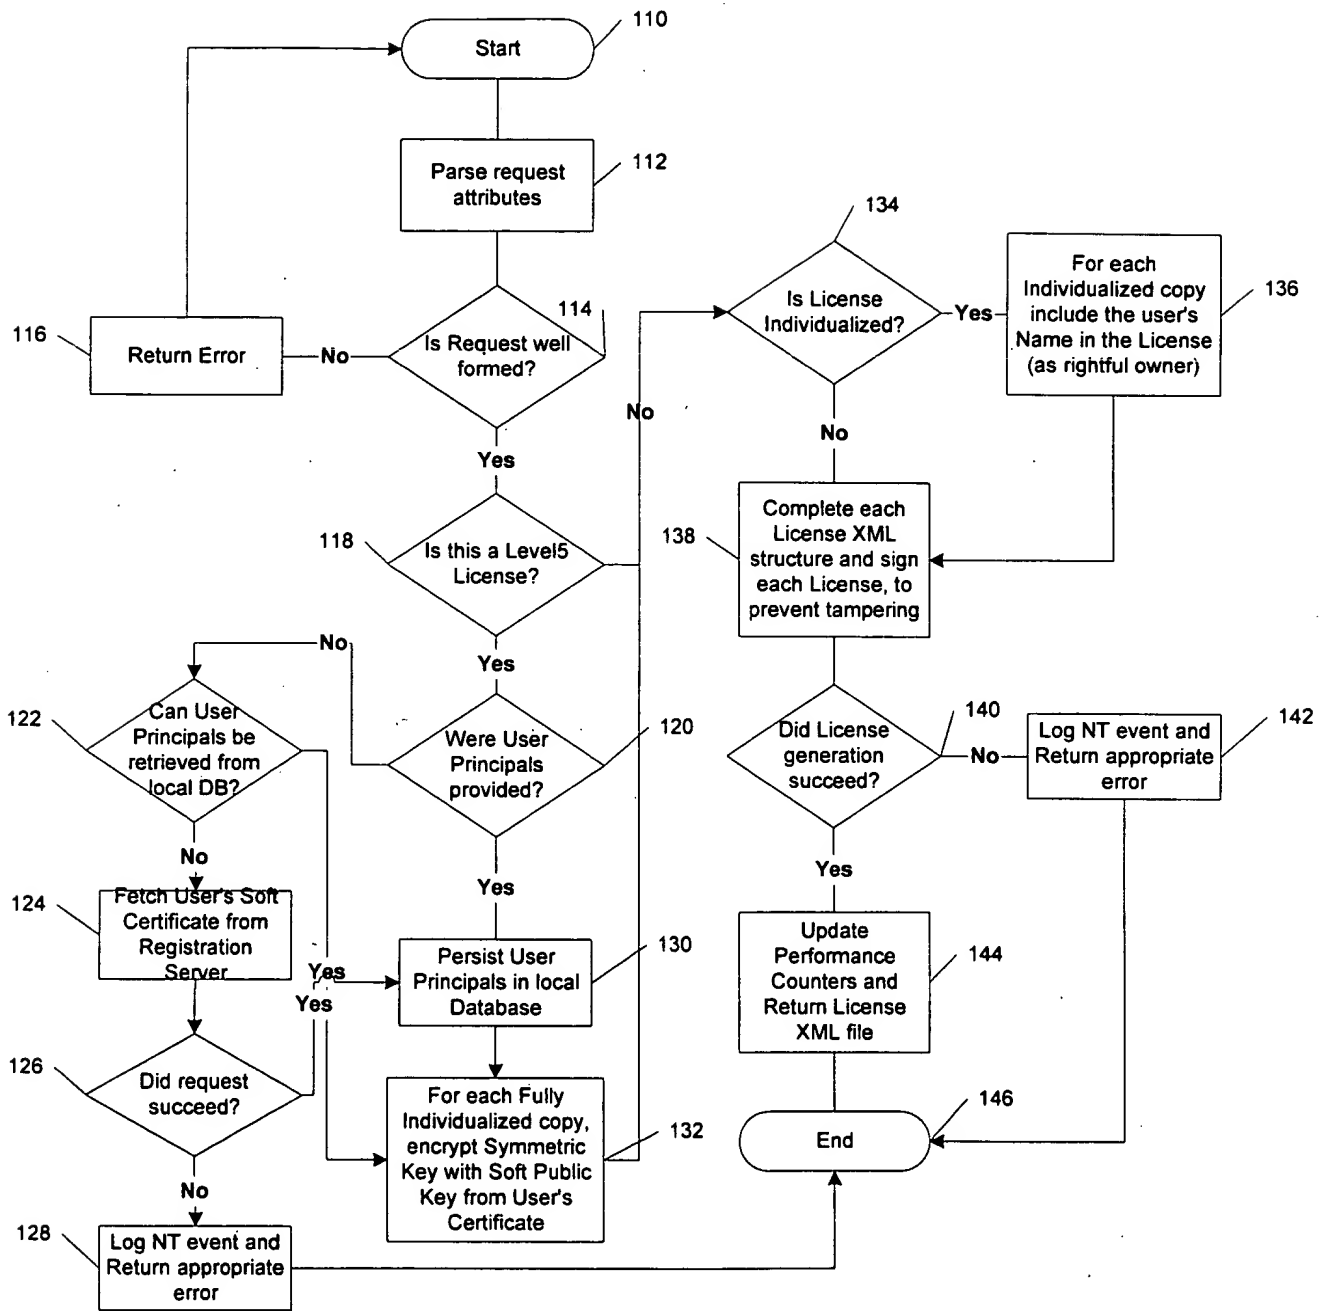 110
Start
112
Parse request
attributes
114
Is Request well
formed?
No
116
Return Error
Yes
118
Is this a Level5
License?
No
Yes
120
Were User
Principals
provided?
No
122
Can User
Principals be
retrieved from
local DB?
No
124
Fetch User's Soft
Certificate from
Registration
Server
Yes
Yes
126
Did request
succeed?
No
128
Log NT event and
Return appropriate
error
Yes
130
Persist User
Principals in local
Database
132
For each Fully
Individualized copy,
encrypt Symmetric
Key with Soft Public
Key from User's
Certificate
134
Is License
Individualized?
Yes
136
For each
Individualized copy
include the user's
Name in the License
(as rightful owner)
No
138
Complete each
License XML
structure and sign
each License, to
prevent tampering
140
Did License
generation
succeed?
No
142
Log NT event and
Return appropriate
error
Yes
144
Update
Performance
Counters and
Return License
XML file
146
End